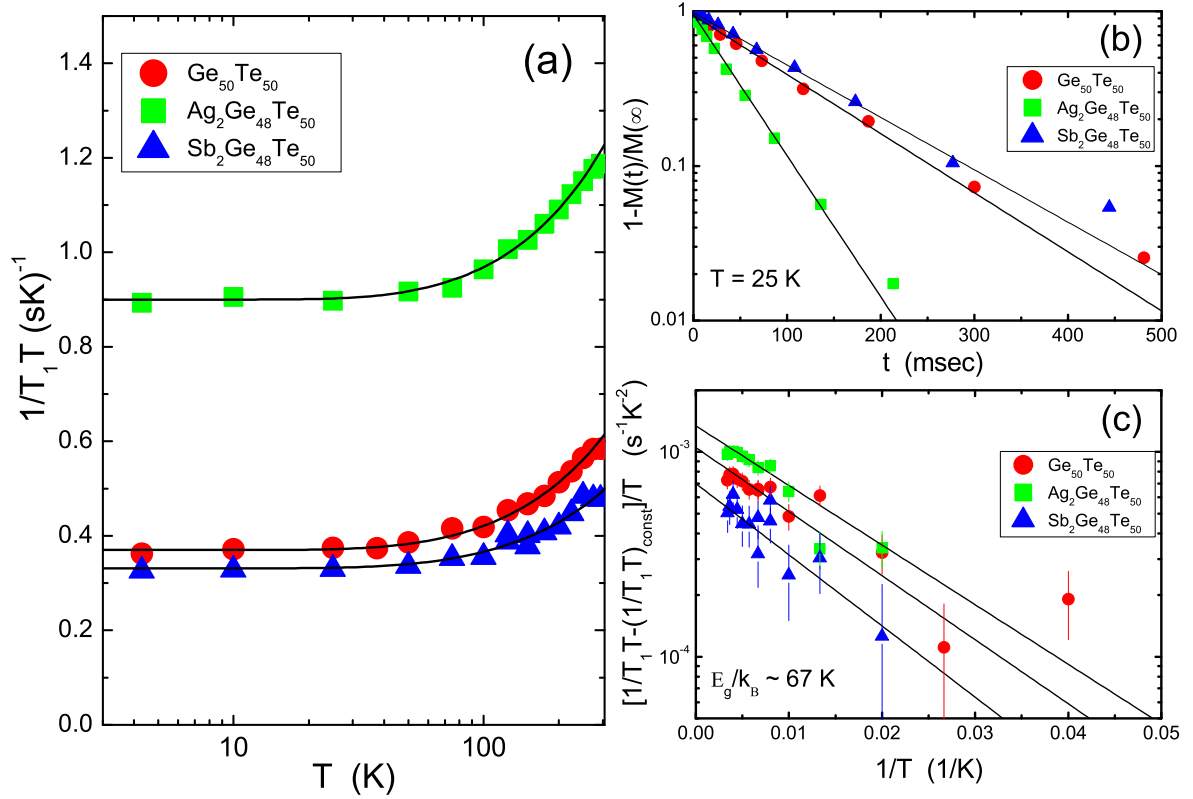 (a)
Ge₅₀Te₅₀
Ag₂Ge₄₈Te₅₀
Sb₂Ge₄₈Te₅₀
1/T₁T (sK)⁻¹
1.4
1.2
1.0
0.8
0.6
0.4
0.2
0.0
10
100
T (K)
(b)
Ge₅₀Te₅₀
Ag₂Ge₄₈Te₅₀
Sb₂Ge₄₈Te₅₀
1-M(t)/M(∞)
1
0.1
0.01
T = 25 K
0
100
200
300
400
500
t (msec)
(c)
Ge₅₀Te₅₀
Ag₂Ge₄₈Te₅₀
Sb₂Ge₄₈Te₅₀
[1/T₁T-(1/T₁T)const]/T (s⁻¹K⁻²)
10⁻³
10⁻⁴
E_g/k_B ~ 67 K
0.00
0.01
0.02
0.03
0.04
0.05
1/T (1/K)